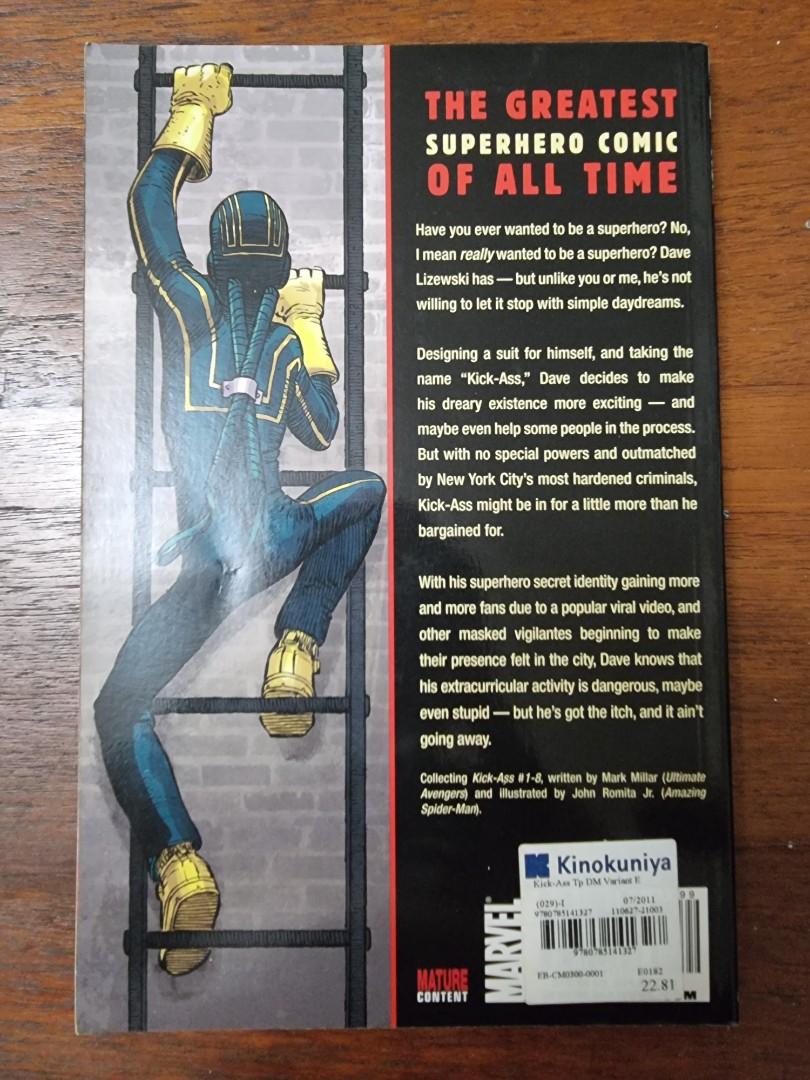 THE GREATEST
SUPERHERO COMIC
OF ALL TIME
Have you ever wanted to be a superhero? No,
I mean really wanted to be a superhero? Dave
Lizewski has — but unlike you or me, he's not
willing to let it stop with simple daydreams.
Designing a suit for himself, and taking the
name “Kick-Ass,” Dave decides to make
his dreary existence more exciting — and
maybe even help some people in the process.
But with no special powers and outmatched
by New York City's most hardened criminals,
Kick-Ass might be in for a little more than he
bargained for.
With his superhero secret identity gaining more
and more fans due to a popular viral video, and
other masked vigilantes beginning to make
their presence felt in the city, Dave knows that
his extracurricular activity is dangerous, maybe
even stupid — but he's got the itch, and it ain't
going away.
Collecting Kick-Ass #1-8, written by Mark Millar (Ultimate
Avengers) and illustrated by John Romita Jr. (Amazing
Spider-Man).
Kinokuniya
Kick-Ass Tp DM Variant E
(029)-I 07/2011
9780785141327 110627-21003
9780785141327
EB-CM0300-0001 E0182
22.81
99
M
MARVEL
MATURE
CONTENT